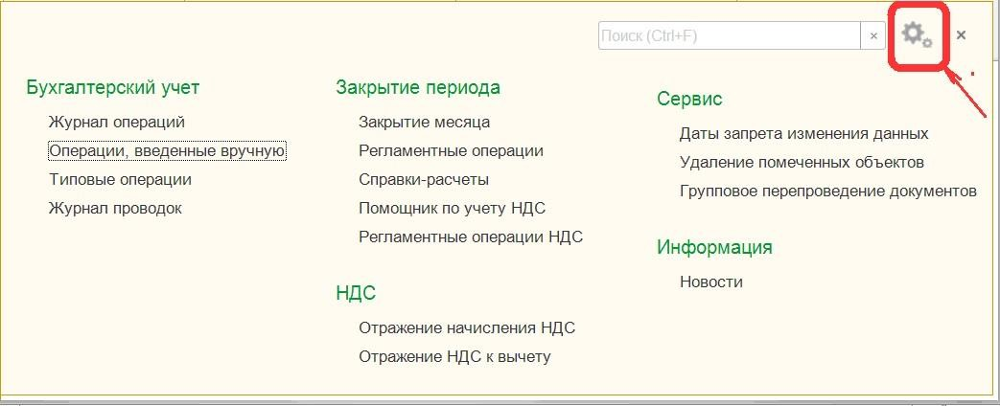 Поиск (Ctrl+F)
×
×
Бухгалтерский учет
Журнал операций
Операции, введенные вручную
Типовые операции
Журнал проводок
Закрытие периода
Закрытие месяца
Регламентные операции
Справки-расчеты
Помощник по учету НДС
Регламентные операции НДС
НДС
Отражение начисления НДС
Отражение НДС к вычету
Сервис
Даты запрета изменения данных
Удаление помеченных объектов
Групповое перепроведение документов
Информация
Новости